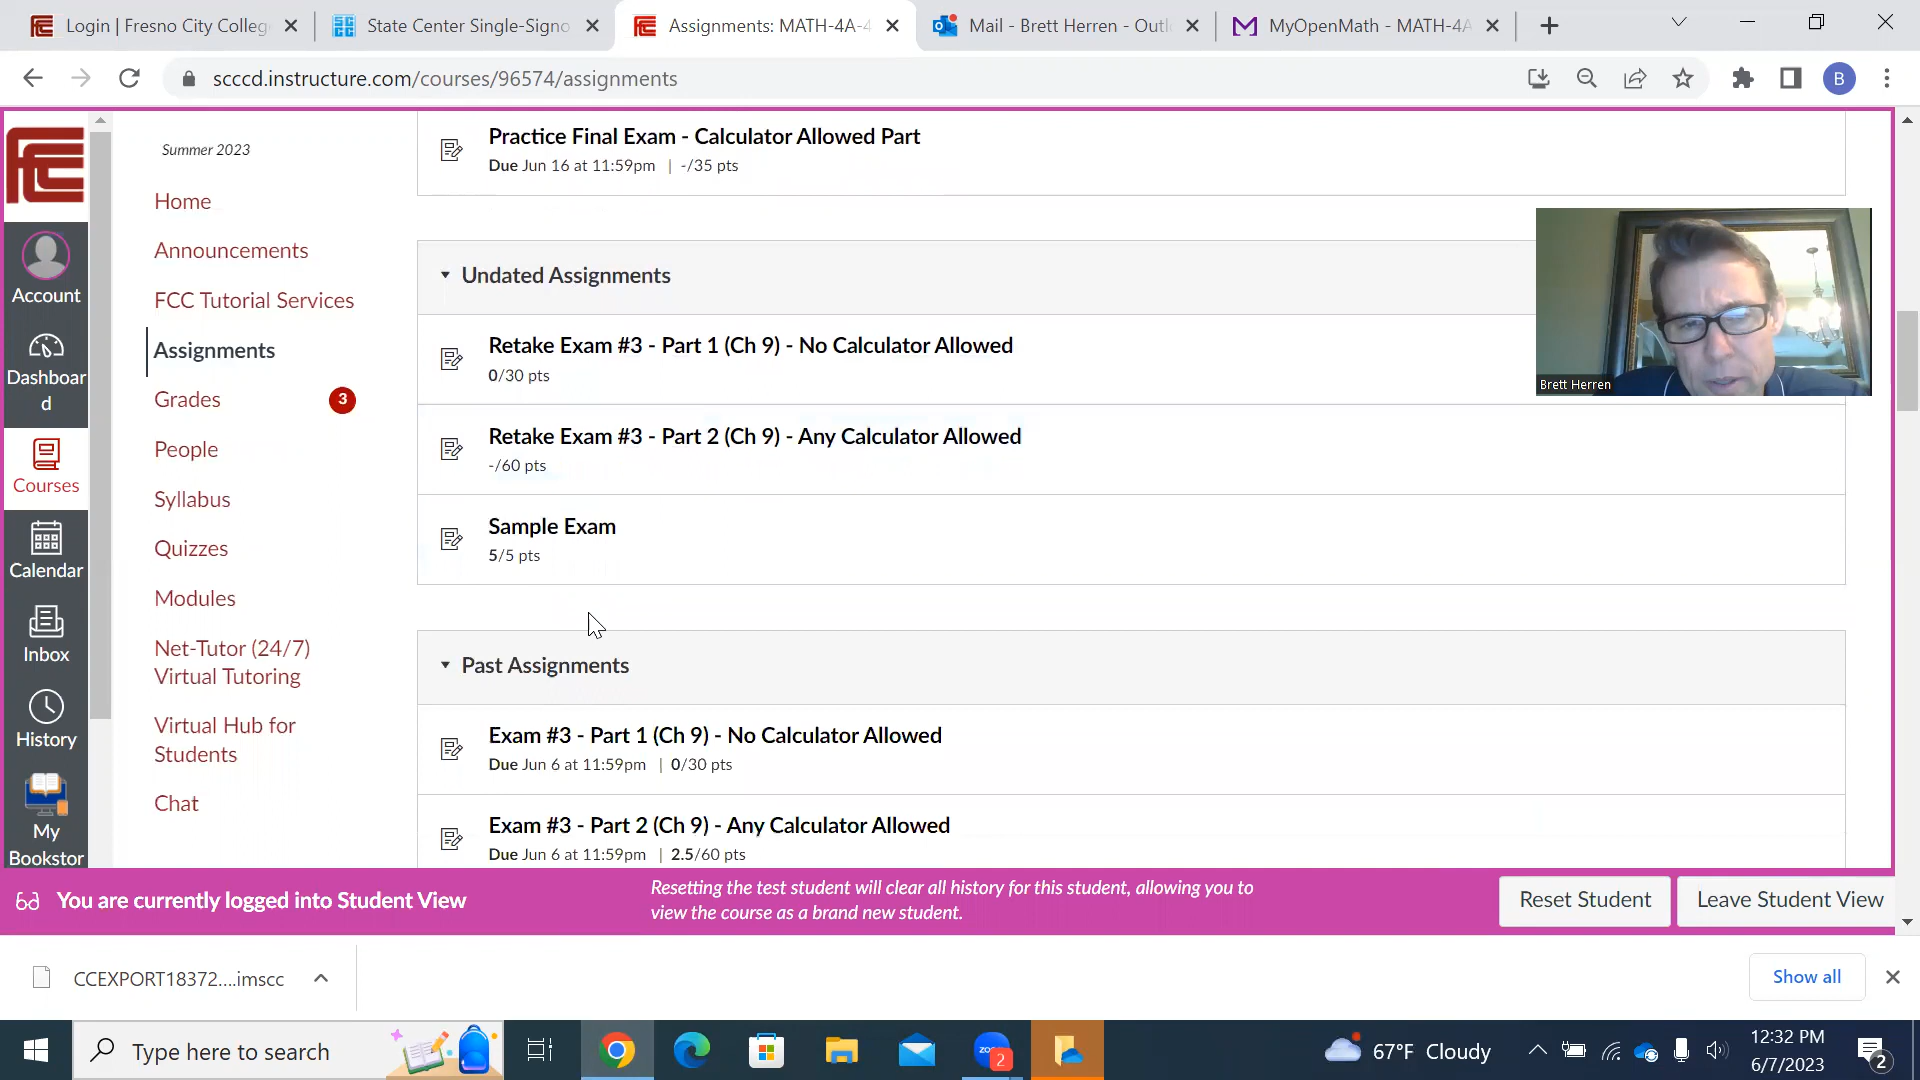 Login | Fresno City Colleg
State Center Single-Signo
Assignments: MATH-4A-4
Mail - Brett Herren - Outl
MyOpenMath - MATH-4A
scccd.instructure.com/courses/96574/assignments
B
Account
Dashboar
d
Courses
Calendar
Inbox
History
My
Bookstor
Summer 2023
Home
Announcements
FCC Tutorial Services
Assignments
Grades 3
People
Syllabus
Quizzes
Modules
Net-Tutor (24/7)
Virtual Tutoring
Virtual Hub for
Students
Chat
Practice Final Exam - Calculator Allowed Part
Due Jun 16 at 11:59pm | -/35 pts
Undated Assignments
Retake Exam #3 - Part 1 (Ch 9) - No Calculator Allowed
0/30 pts
Retake Exam #3 - Part 2 (Ch 9) - Any Calculator Allowed
-/60 pts
Sample Exam
5/5 pts
Past Assignments
Exam #3 - Part 1 (Ch 9) - No Calculator Allowed
Due Jun 6 at 11:59pm | 0/30 pts
Exam #3 - Part 2 (Ch 9) - Any Calculator Allowed
Due Jun 6 at 11:59pm | 2.5/60 pts
Brett Herren
You are currently logged into Student View
Resetting the test student will clear all history for this student, allowing you to
view the course as a brand new student.
Reset Student
Leave Student View
CCEXPORT18372....imscc
Show all
Type here to search
2
67°F Cloudy
12:32 PM
6/7/2023
2